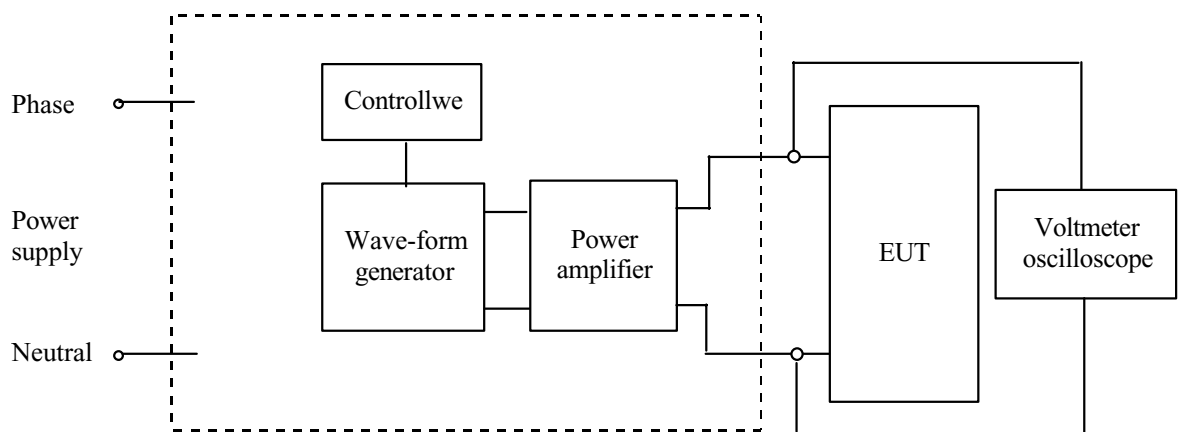 Phase
Controllwe
Power
supply
Wave-form
generator
Power
amplifier
EUT
Voltmeter
oscilloscope
Neutral